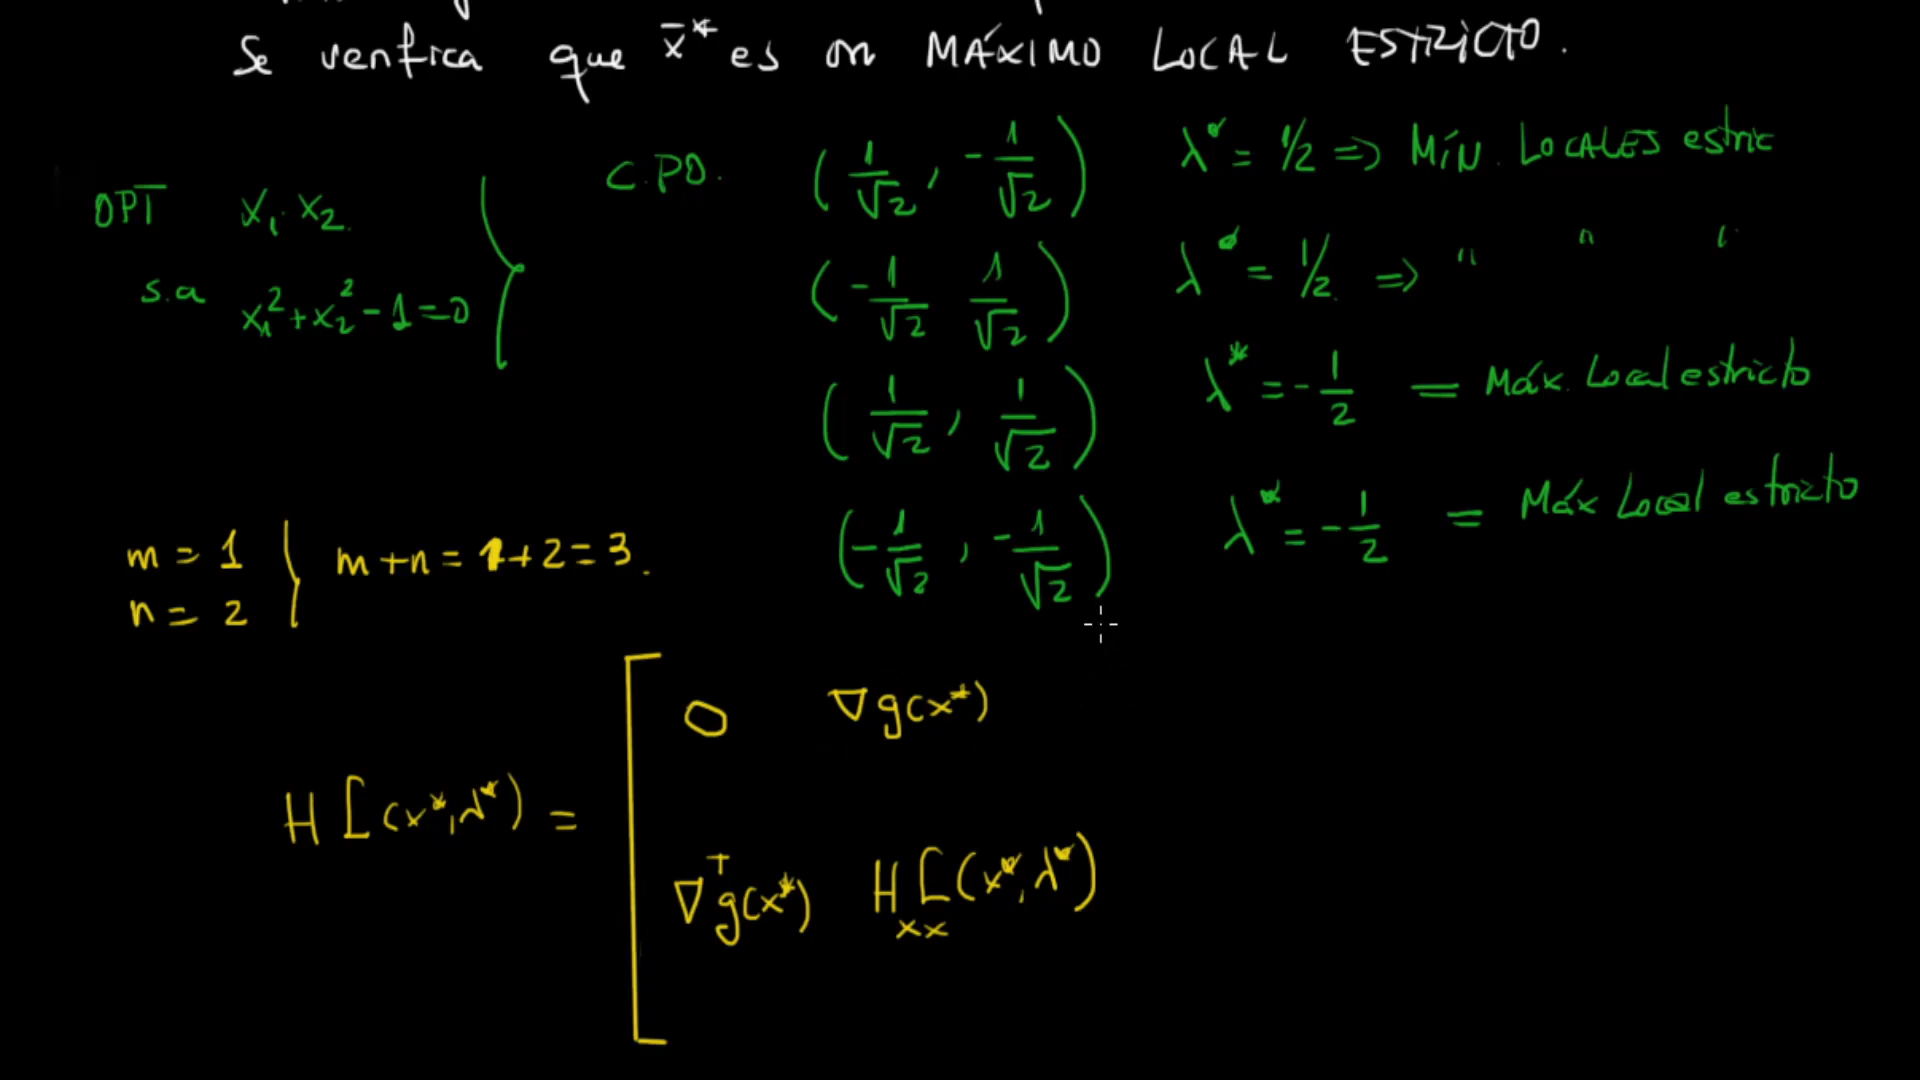 Se verifica que x̄* es un MÁXIMO LOCAL ESTRICTO.
OPT x₁·x₂
s.a x₁²+x₂²-1=0
C.P.O. (1/√2, -1/√2) λ* = 1/2 => MÍN. LOCALES estric
(-1/√2 1/√2) λ* = 1/2 => " " "
(1/√2, 1/√2) λ* = -1/2 = Máx. Local estricto
(-1/√2, -1/√2) λ* = -1/2 = Máx Local estricto
m = 1
n = 2
m+n = 1+2=3.
0 ∇g(x*)
H L(x*,λ*) =
∇ᵀg(x*) H L(x*,λ*)
xx